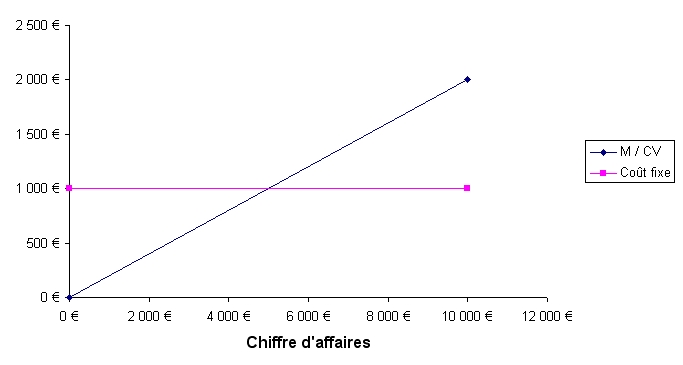 2 500 €
2 000 €
1 500 €
1 000 €
500 €
0 €
0 € 2 000 € 4 000 € 6 000 € 8 000 € 10 000 € 12 000 €
Chiffre d'affaires
M / CV
Coût fixe